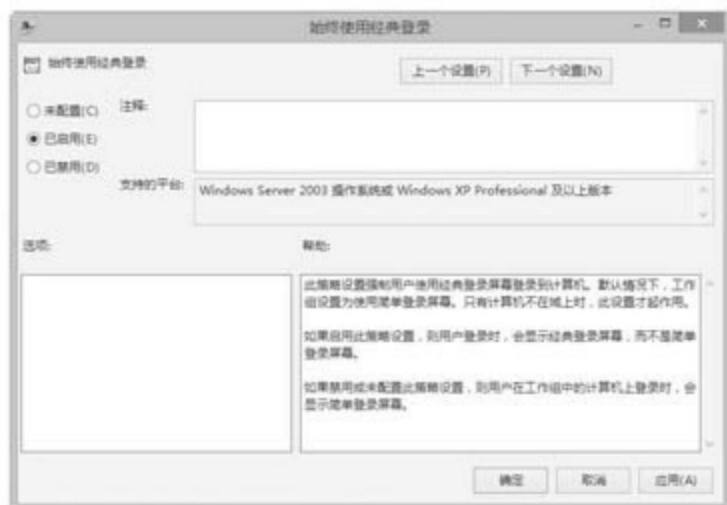 始终使用经典登录
始终使用经典登录
上一个设置(P)
下一个设置(N)
未配置(C)
注释:
已启用(E)
已禁用(D)
支持的平台:
Windows Server 2003 操作系统或 Windows XP Professional 及以上版本
选项:
帮助:
此策略设置强制用户使用经典登录屏幕登录到计算机。默认情况下，工作
组设置为使用简单登录屏幕。只有计算机不在域上时，此设置才起作用。
如果启用此策略设置，则用户登录时，会显示经典登录屏幕，而不是简单
登录屏幕。
如果禁用或未配置此策略设置，则用户在工作组中的计算机上登录时，会
显示简单登录屏幕。
确定
取消
应用(A)